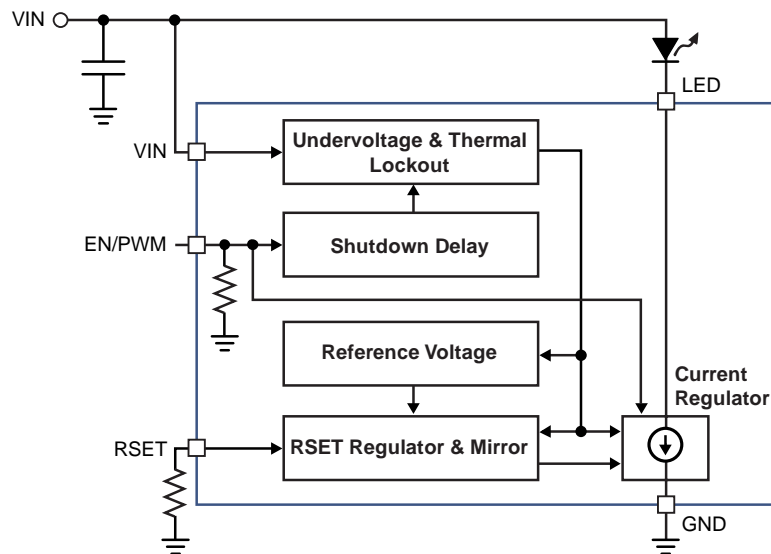 VIN
LED
VIN
Undervoltage & Thermal
Lockout
EN/PWM
Shutdown Delay
Reference Voltage
Current
Regulator
RSET
RSET Regulator & Mirror
GND